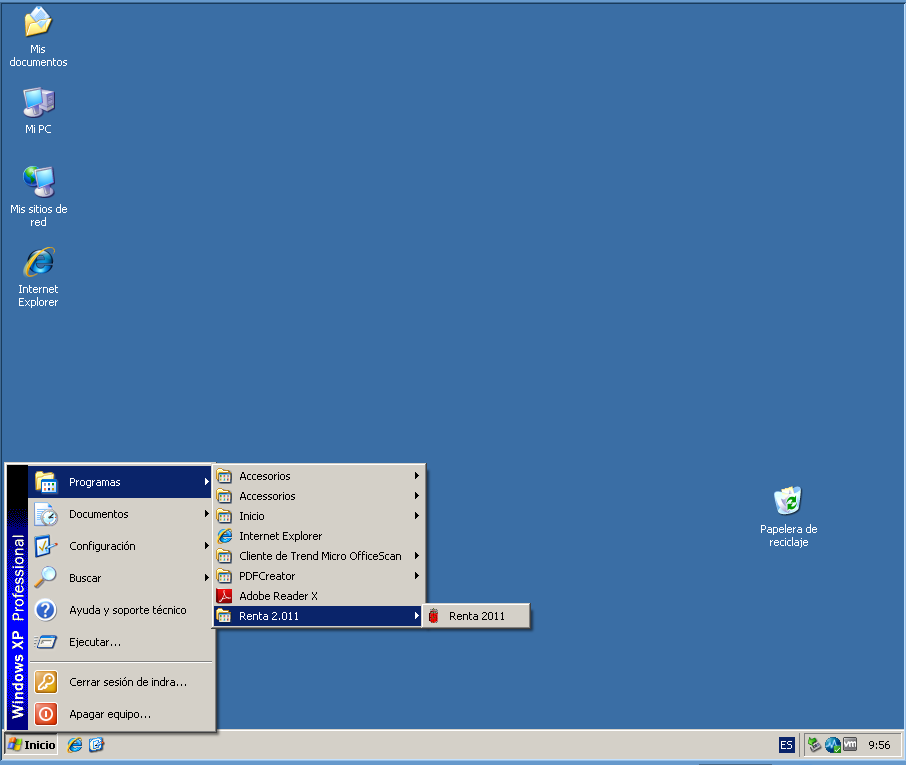 Mis
documentos
Mi PC
Mis sitios de
red
Internet
Explorer
Papelera de
reciclaje
Windows XP Professional
Programas
Documentos
Configuración
Buscar
Ayuda y soporte técnico
Ejecutar...
Cerrar sesión de indra...
Apagar equipo...
Accesorios
Accessorios
Inicio
Internet Explorer
Cliente de Trend Micro OfficeScan
PDFCreator
Adobe Reader X
Renta 2.011
Renta 2011
Inicio
ES
vm
9:56